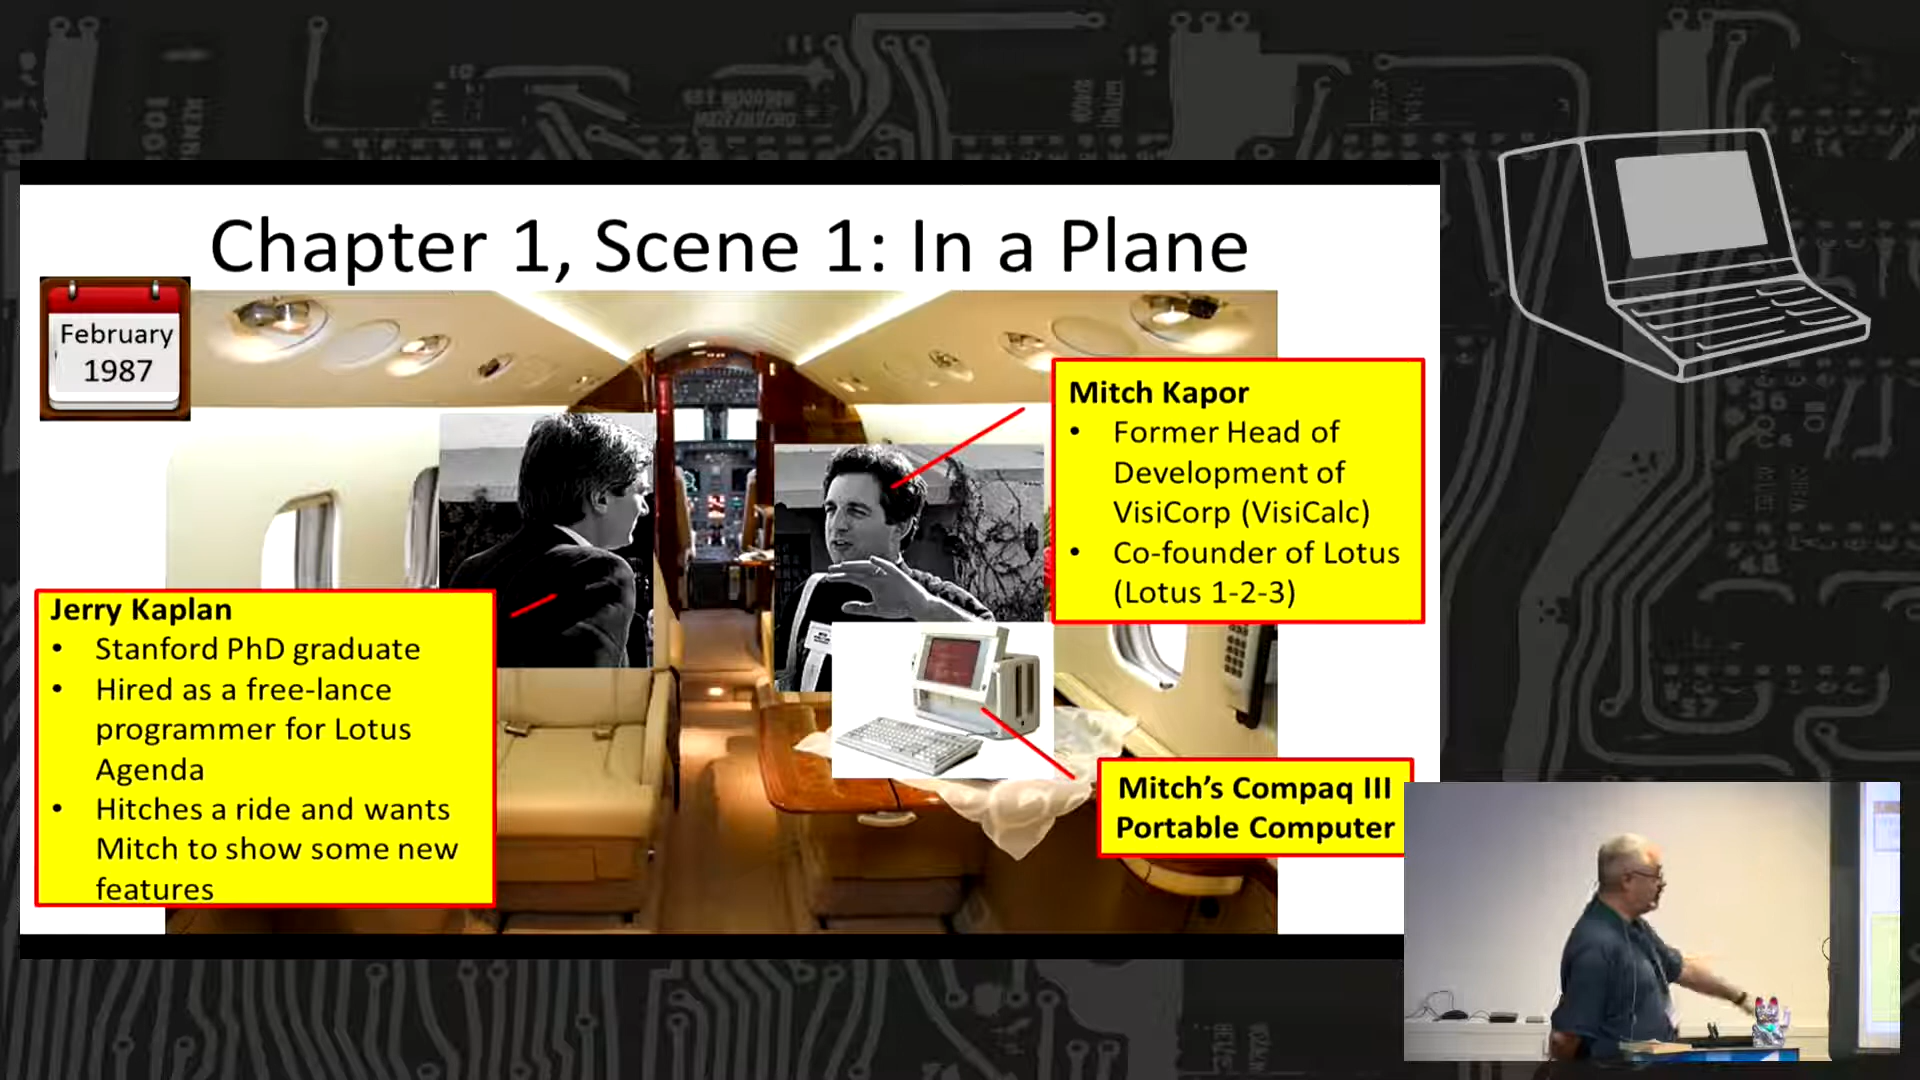 Chapter 1, Scene 1: In a Plane
February
1987
Mitch Kapor
• Former Head of
Development of
VisiCorp (VisiCalc)
• Co-founder of Lotus
(Lotus 1-2-3)
Jerry Kaplan
• Stanford PhD graduate
• Hired as a free-lance
programmer for Lotus
Agenda
• Hitches a ride and wants
Mitch to show some new
features
Mitch’s Compaq III
Portable Computer